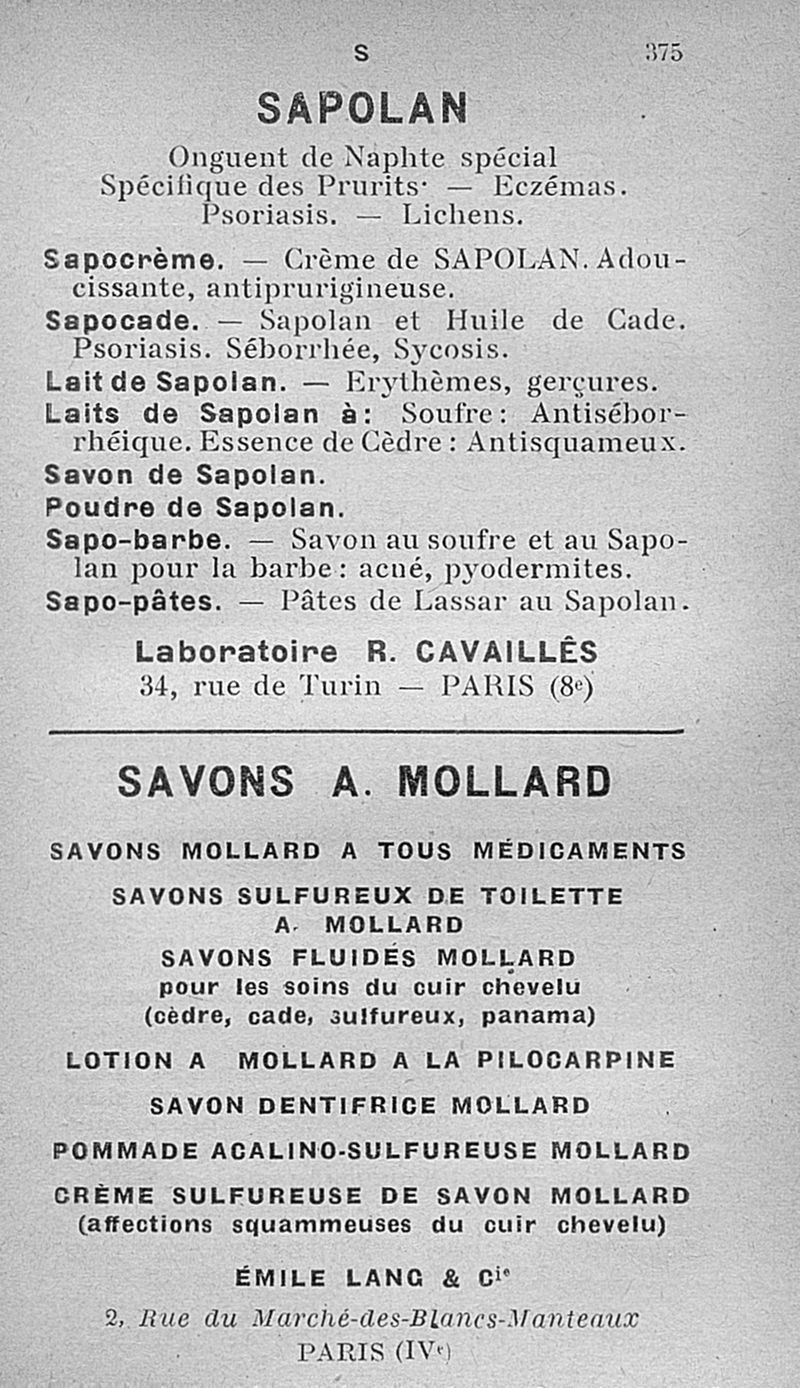 S 375
SAPOLAN
Onguent de Naphte spécial
Spécifique des Prurits· — Eczémas.
Psoriasis. — Lichens.
Sapocrème. — Crème de SAPOLAN. Adou-
cissante, antiprurigineuse.
Sapocade. — Sapolan et Huile de Cade.
Psoriasis. Séborrhée, Sycosis.
Lait de Sapolan. — Erythèmes, gerçures.
Laits de Sapolan à: Soufre: Antisébor-
rhéique. Essence de Cèdre : Antisquameux.
Savon de Sapolan.
Poudre de Sapolan.
Sapo-barbe. — Savon au soufre et au Sapo-
lan pour la barbe : acné, pyodermites.
Sapo-pâtes. — Pâtes de Lassar au Sapolan.
Laboratoire R. CAVAILLÊS
34, rue de Turin — PARIS (8e)
SAVONS A. MOLLARD
SAVONS MOLLARD A TOUS MÉDICAMENTS
SAVONS SULFUREUX DE TOILETTE
A. MOLLARD
SAVONS FLUIDES MOLLARD
pour les soins du cuir chevelu
(cèdre, cade, sulfureux, panama)
LOTION A MOLLARD A LA PILOCARPINE
SAVON DENTIFRICE MOLLARD
POMMADE ACALINO-SULFUREUSE MOLLARD
CRÈME SULFUREUSE DE SAVON MOLLARD
(affections squammeuses du cuir chevelu)
ÉMILE LANG & Cie
2, Rue du Marché-des-Blancs-Manteaux
PARIS (IVe)